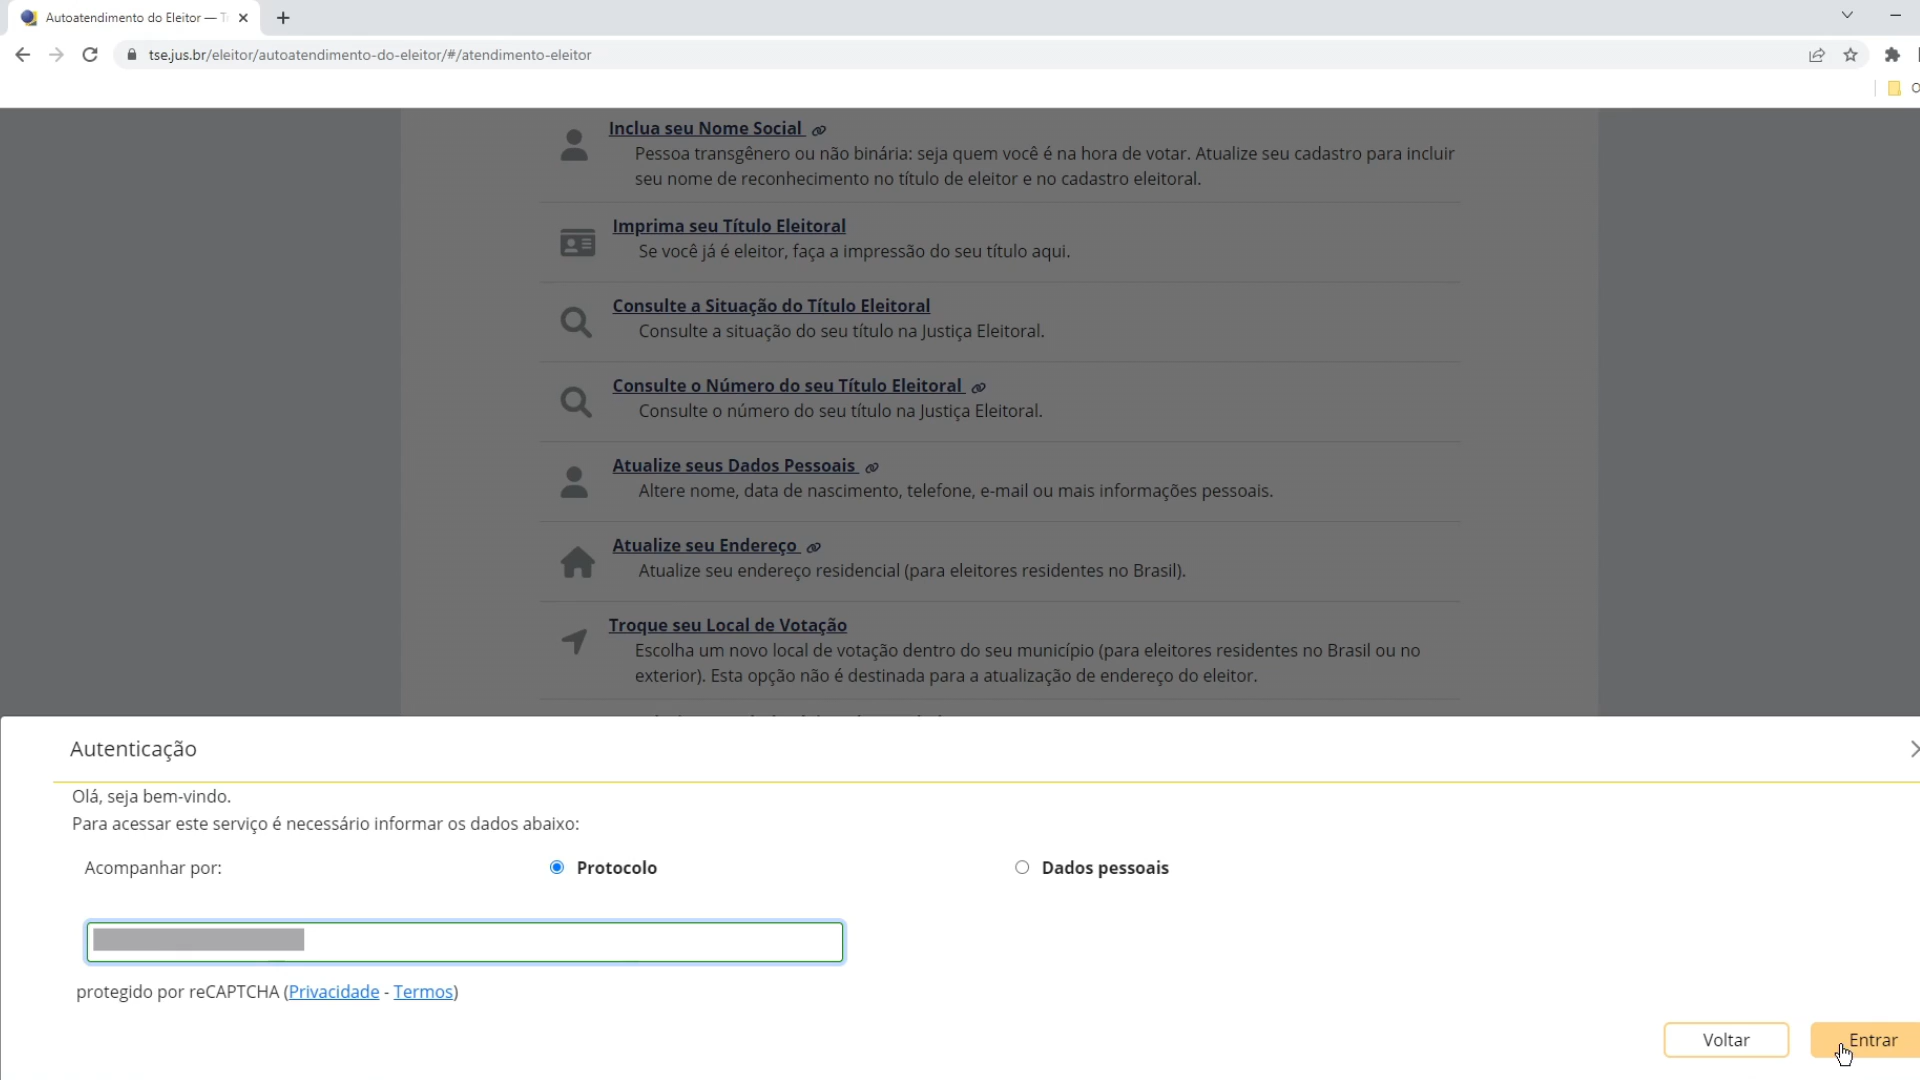 Autoatendimento do Eleitor —
tse.jus.br/eleitor/autoatendimento-do-eleitor/#/atendimento-eleitor
Inclua seu Nome Social
Pessoa transgênero ou não binária: seja quem você é na hora de votar. Atualize seu cadastro para incluir
seu nome de reconhecimento no título de eleitor e no cadastro eleitoral.
Imprima seu Título Eleitoral
Se você já é eleitor, faça a impressão do seu título aqui.
Consulte a Situação do Título Eleitoral
Consulte a situação do seu título na Justiça Eleitoral.
Consulte o Número do seu Título Eleitoral
Consulte o número do seu título na Justiça Eleitoral.
Atualize seus Dados Pessoais
Altere nome, data de nascimento, telefone, e-mail ou mais informações pessoais.
Atualize seu Endereço
Atualize seu endereço residencial (para eleitores residentes no Brasil).
Troque seu Local de Votação
Escolha um novo local de votação dentro do seu município (para eleitores residentes no Brasil ou no
exterior). Esta opção não é destinada para a atualização de endereço do eleitor.
Autenticação
Olá, seja bem-vindo.
Para acessar este serviço é necessário informar os dados abaixo:
Acompanhar por:
Protocolo
Dados pessoais
protegido por reCAPTCHA (Privacidade - Termos)
Voltar
Entrar